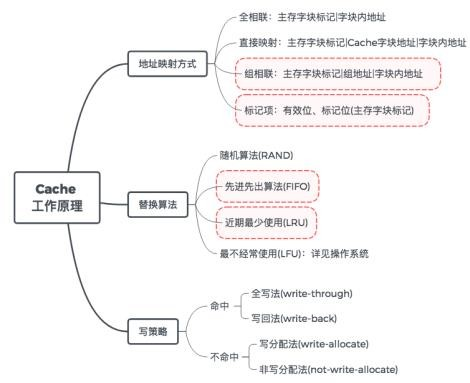 Cache
工作原理
地址映射方式
全相联：主存字块标记|字块内地址
直接映射：主存字块标记|Cache字块地址|字块内地址
组相联：主存字块标记|组地址|字块内地址
标记项：有效位、标记位(主存字块标记)
替换算法
随机算法(RAND)
先进先出算法(FIFO)
近期最少使用(LRU)
最不经常使用(LFU)：详见操作系统
写策略
命中
全写法(write-through)
写回法(write-back)
不命中
写分配法(write-allocate)
非写分配法(not-write-allocate)